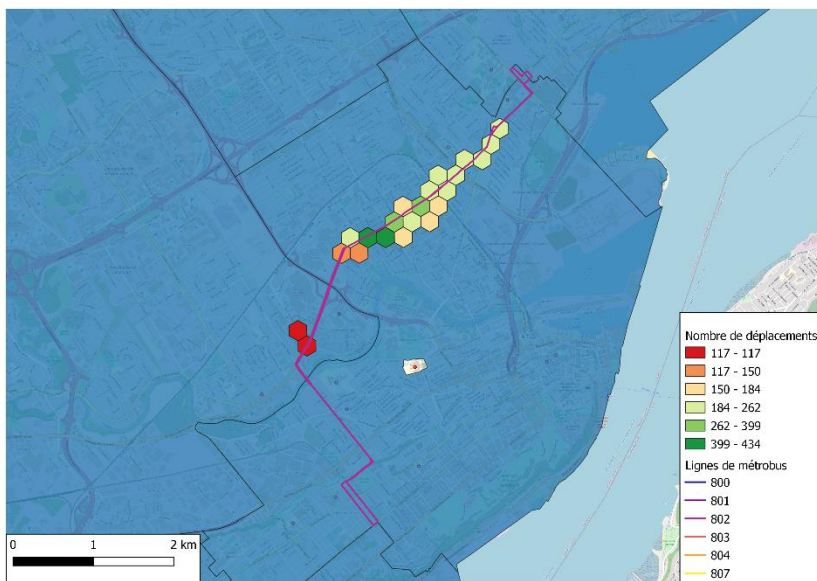 Nombre de déplacements
117 - 117
117 - 150
150 - 184
184 - 262
262 - 399
399 - 434
Lignes de métrobus
800
801
802
803
804
807
0 1 2 km